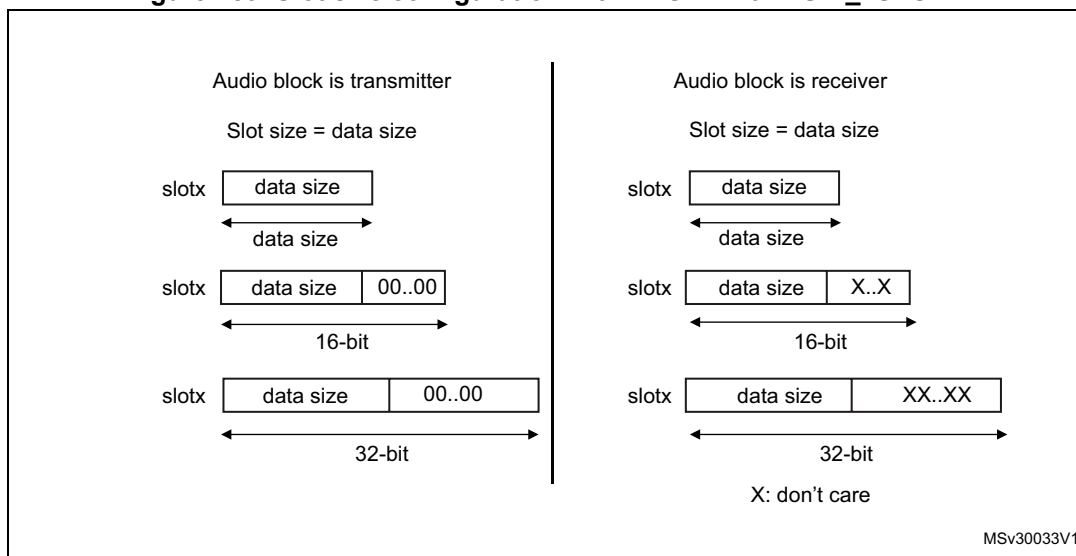 Audio block is transmitter
Slot size = data size
slotx data size
data size
slotx data size 00..00
16-bit
slotx data size 00..00
32-bit
Audio block is receiver
Slot size = data size
slotx data size
data size
slotx data size X..X
16-bit
slotx data size XX..XX
32-bit
X: don't care
MSv30033V1